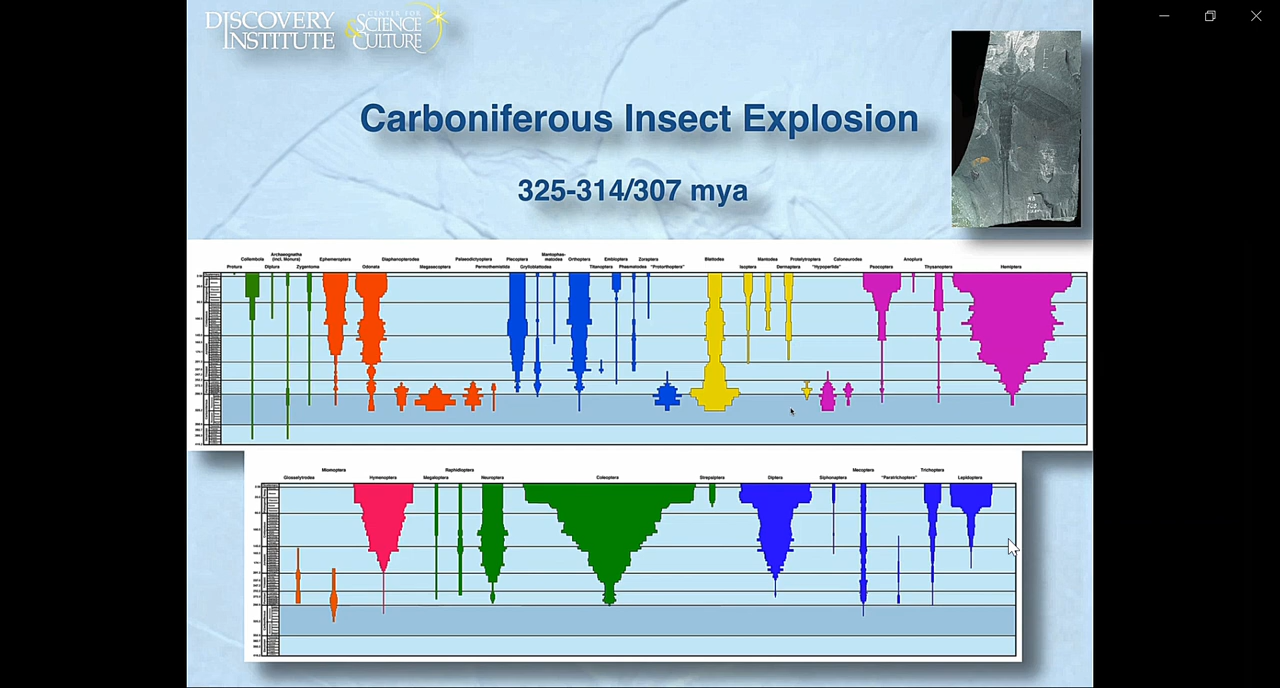 DISCOVERY
INSTITUTE
CENTER FOR
SCIENCE
& CULTURE
Carboniferous Insect Explosion
325-314/307 mya
Archaeognatha
(incl. Monura)
Mantophas-
matodea
Collembola
Ephemeroptera
Diaphanopterodea
Palaeodictyoptera
Plecoptera
Orthoptera
Embioptera
Zoraptera
Blattodea
Mantodea
Protelytroptera
Caloneurodea
Anoplura
Protura
Diplura
Zygentoma
Odonata
Megasecoptera
Permothemistida
Grylloblattodea
Titanoptera
Phasmatodea
"Protorthoptera"
Isoptera
Dermaptera
"Hypoperlida"
Psocoptera
Thysanoptera
Hemiptera
Miomoptera
Raphidioptera
Mecoptera
Trichoptera
Glosselytrodea
Hymenoptera
Megaloptera
Neuroptera
Coleoptera
Strepsiptera
Diptera
Siphonaptera
"Paratrichoptera"
Lepidoptera